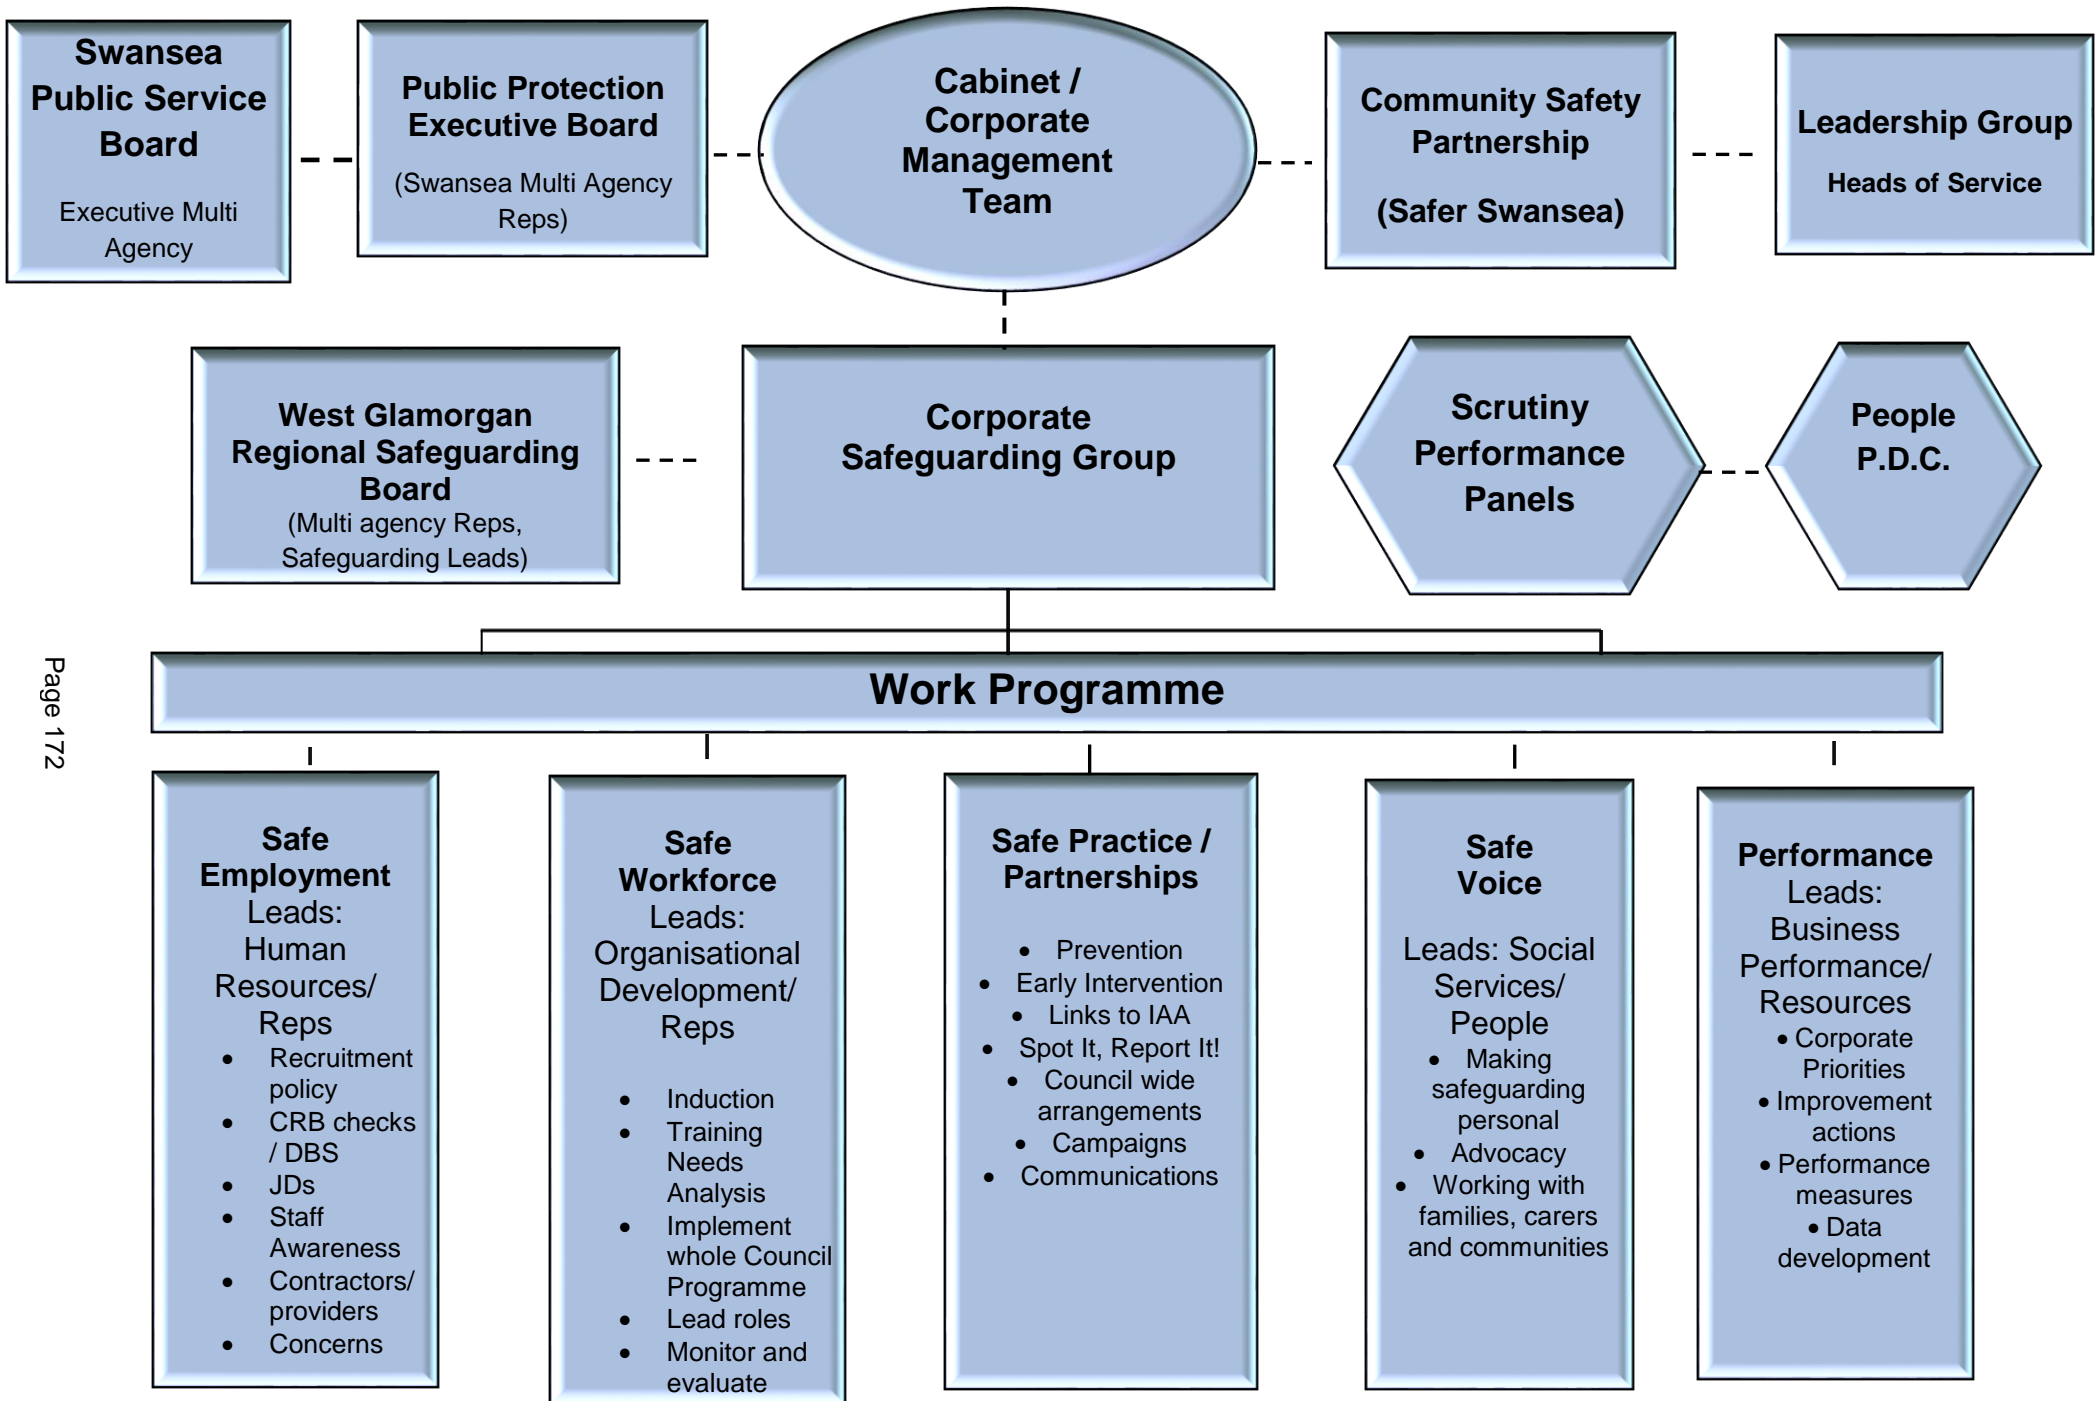 Swansea
Public Service
Board
Executive Multi
Agency
Public Protection
Executive Board
(Swansea Multi Agency
Reps)
Cabinet /
Corporate
Management
Team
Community Safety
Partnership
(Safer Swansea)
Leadership Group
Heads of Service
West Glamorgan
Regional Safeguarding
Board
(Multi agency Reps,
Safeguarding Leads)
Corporate
Safeguarding Group
Scrutiny
Performance
Panels
People
P.D.C.
Page 172
Work Programme
Safe
Employment
Leads:
Human
Resources/
Reps
• Recruitment
policy
• CRB checks
/ DBS
• JDs
• Staff
Awareness
• Contractors/
providers
• Concerns
Safe
Workforce
Leads:
Organisational
Development/
Reps
• Induction
• Training
Needs
Analysis
• Implement
whole Council
Programme
• Lead roles
• Monitor and
evaluate
Safe Practice /
Partnerships
• Prevention
• Early Intervention
• Links to IAA
• Spot It, Report It!
• Council wide
arrangements
• Campaigns
• Communications
Safe
Voice
Leads: Social
Services/
People
• Making
safeguarding
personal
• Advocacy
• Working with
families, carers
and communities
Performance
Leads:
Business
Performance/
Resources
• Corporate
Priorities
• Improvement
actions
• Performance
measures
• Data
development